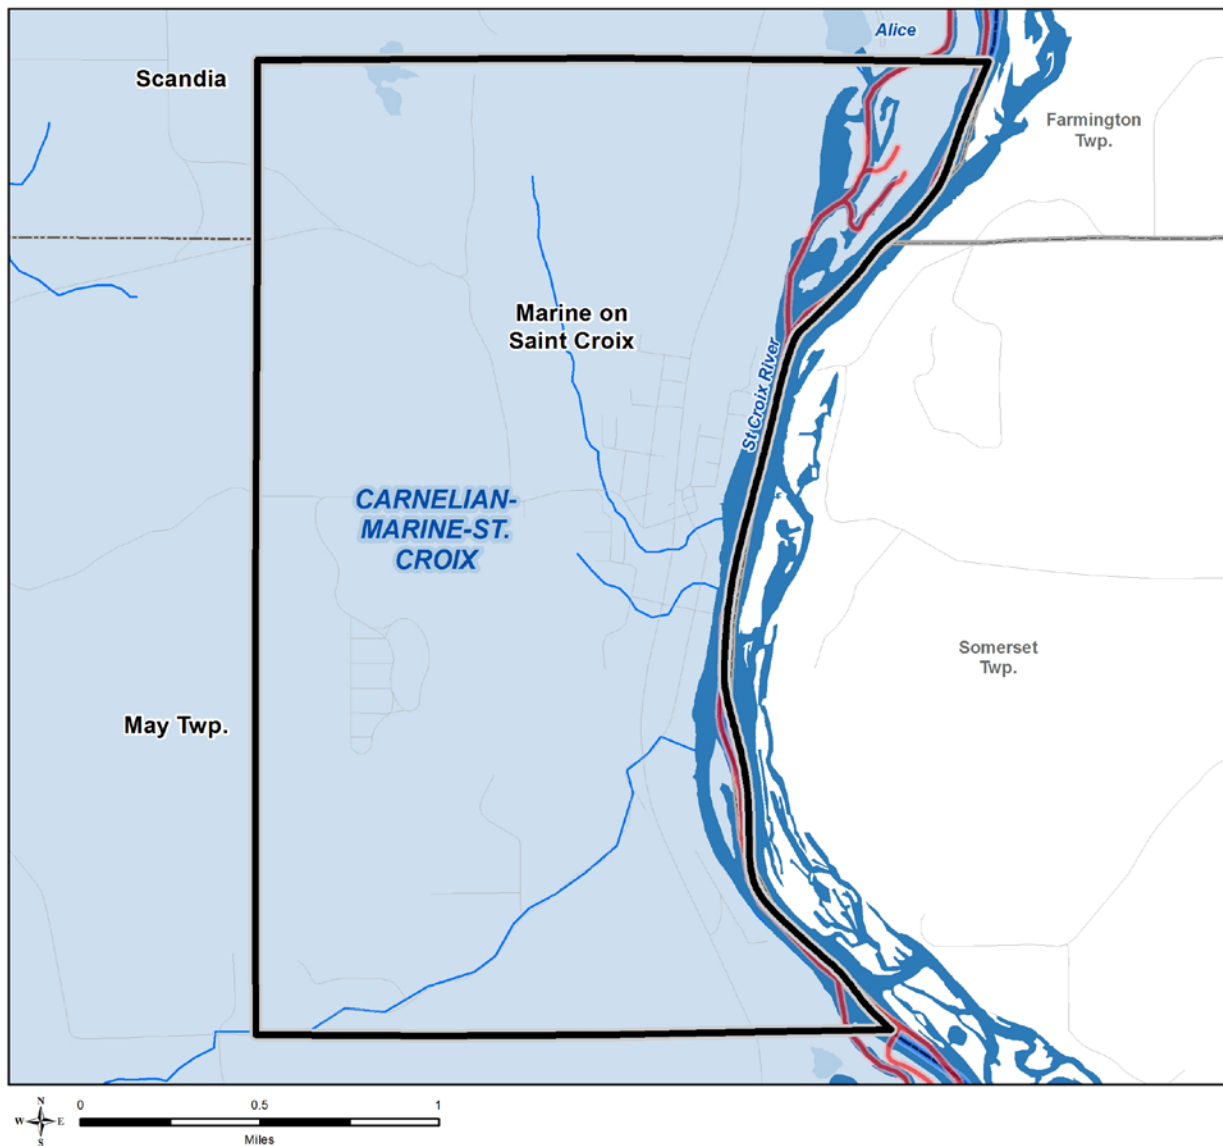 Alice
Scandia
Farmington
Twp.
Marine on
Saint Croix
St Croix River
CARNELIAN-
MARINE-ST.
CROIX
Somerset
Twp.
May Twp.
N
W E
S
0 0.5 1
Miles